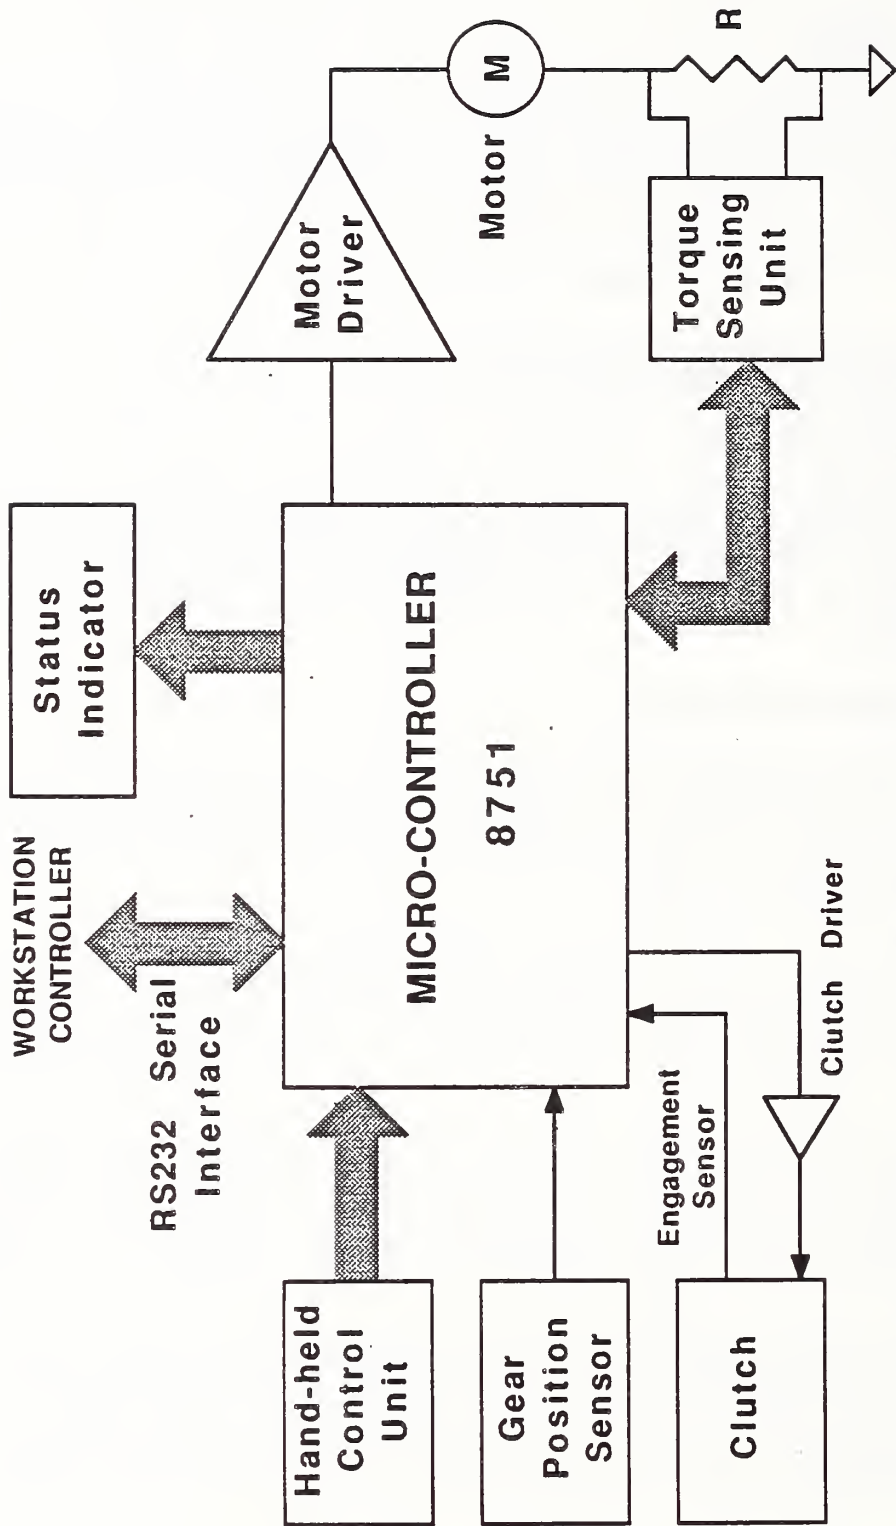 WORKSTATION
CONTROLLER
RS232 Serial
Interface
Status
Indicator
Hand-held
Control
Unit
MICRO-CONTROLLER
8751
Motor
Driver
M
Motor
Gear
Position
Sensor
Engagement
Sensor
Clutch
Clutch Driver
Torque
Sensing
Unit
R